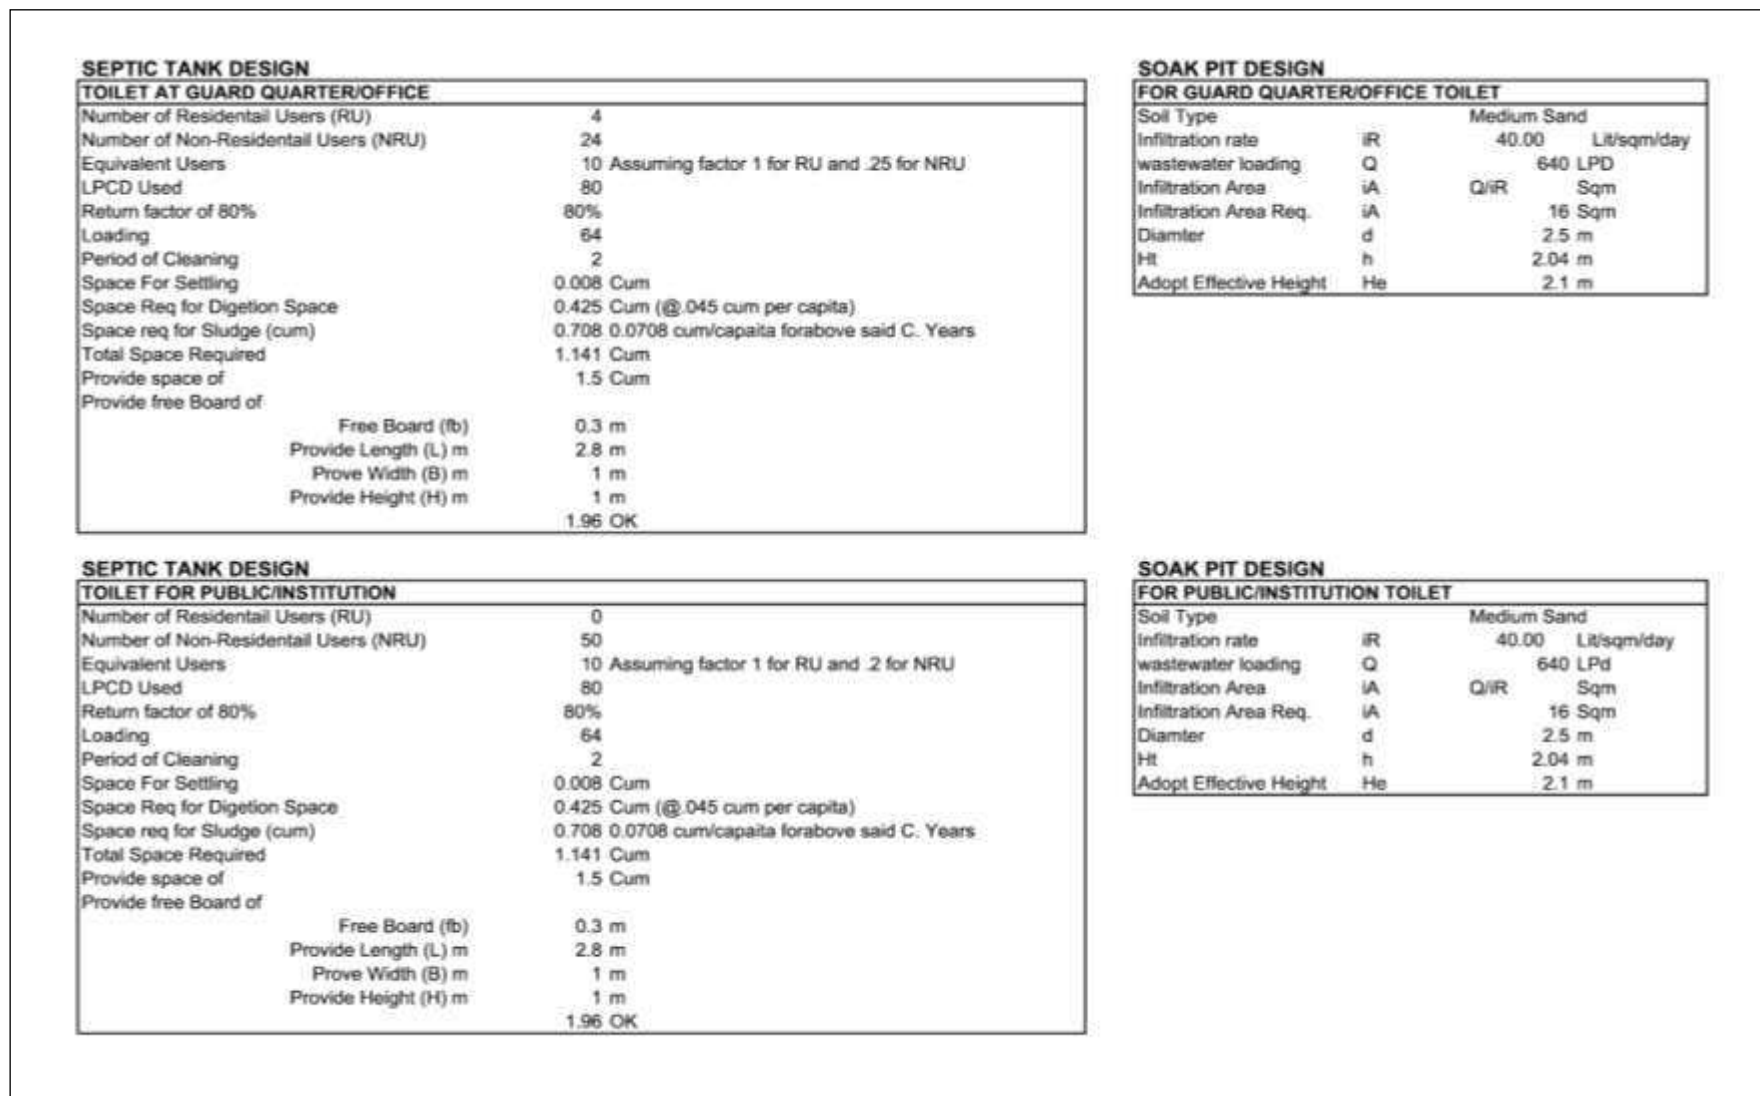 SEPTIC TANK DESIGN
TOILET AT GUARD QUARTER/OFFICE
Number of Residentail Users (RU) 4
Number of Non-Residentail Users (NRU) 24
Equivalent Users 10 Assuming factor 1 for RU and .25 for NRU
LPCD Used 80
Return factor of 80% 80%
Loading 64
Period of Cleaning 2
Space For Settling 0.008 Cum
Space Req for Digetion Space 0.425 Cum (@.045 cum per capita)
Space req for Sludge (cum) 0.708 0.0708 cum/capaita forabove said C. Years
Total Space Required 1.141 Cum
Provide space of 1.5 Cum
Provide free Board of
Free Board (fb) 0.3 m
Provide Length (L) m 2.8 m
Prove Width (B) m 1 m
Provide Height (H) m 1 m
1.96 OK
SOAK PIT DESIGN
FOR GUARD QUARTER/OFFICE TOILET
Soil Type Medium Sand
Infiltration rate iR 40.00 Lit/sqm/day
wastewater loading Q 640 LPD
Infiltration Area iA Q/iR Sqm
Infiltration Area Req. iA 16 Sqm
Diamter d 2.5 m
Ht h 2.04 m
Adopt Effective Height He 2.1 m
SEPTIC TANK DESIGN
TOILET FOR PUBLIC/INSTITUTION
Number of Residentail Users (RU) 0
Number of Non-Residentail Users (NRU) 50
Equivalent Users 10 Assuming factor 1 for RU and .2 for NRU
LPCD Used 80
Return factor of 80% 80%
Loading 64
Period of Cleaning 2
Space For Settling 0.008 Cum
Space Req for Digetion Space 0.425 Cum (@.045 cum per capita)
Space req for Sludge (cum) 0.708 0.0708 cum/capaita forabove said C. Years
Total Space Required 1.141 Cum
Provide space of 1.5 Cum
Provide free Board of
Free Board (fb) 0.3 m
Provide Length (L) m 2.8 m
Prove Width (B) m 1 m
Provide Height (H) m 1 m
1.96 OK
SOAK PIT DESIGN
FOR PUBLIC/INSTITUTION TOILET
Soil Type Medium Sand
Infiltration rate iR 40.00 Lit/sqm/day
wastewater loading Q 640 LPd
Infiltration Area iA Q/iR Sqm
Infiltration Area Req. iA 16 Sqm
Diamter d 2.5 m
Ht h 2.04 m
Adopt Effective Height He 2.1 m